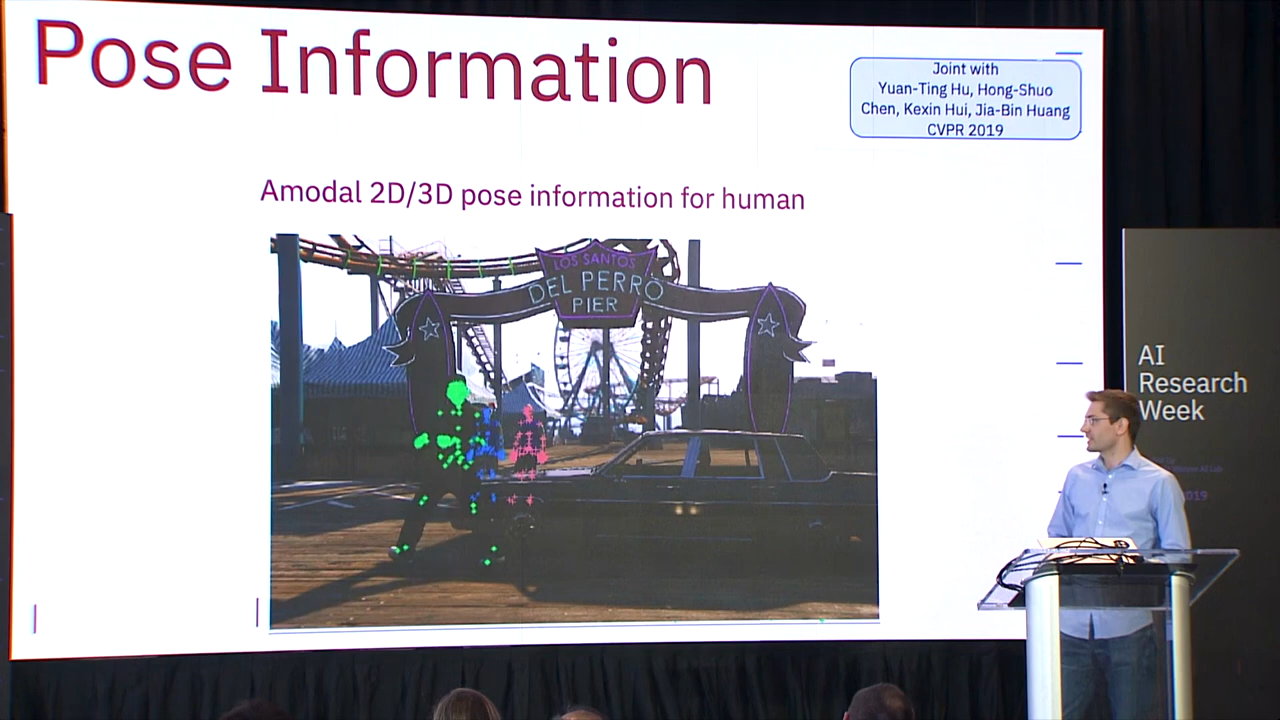 Pose Information
Joint with
Yuan-Ting Hu, Hong-Shuo
Chen, Kexin Hui, Jia-Bin Huang
CVPR 2019
Amodal 2D/3D pose information for human
LOS SANTOS
DEL PERRO
PIER
AI
Research
Week